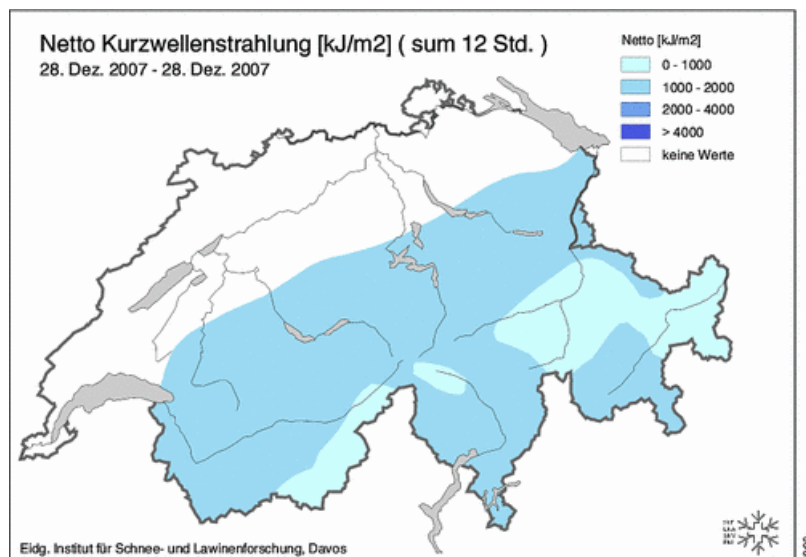 Netto Kurzwellenstrahlung [kJ/m2] ( sum 12 Std. )
28. Dez. 2007 - 28. Dez. 2007
Netto [kJ/m2]
0 - 1000
1000 - 2000
2000 - 4000
> 4000
keine Werte
Eidg. Institut für Schnee- und Lawinenforschung, Davos